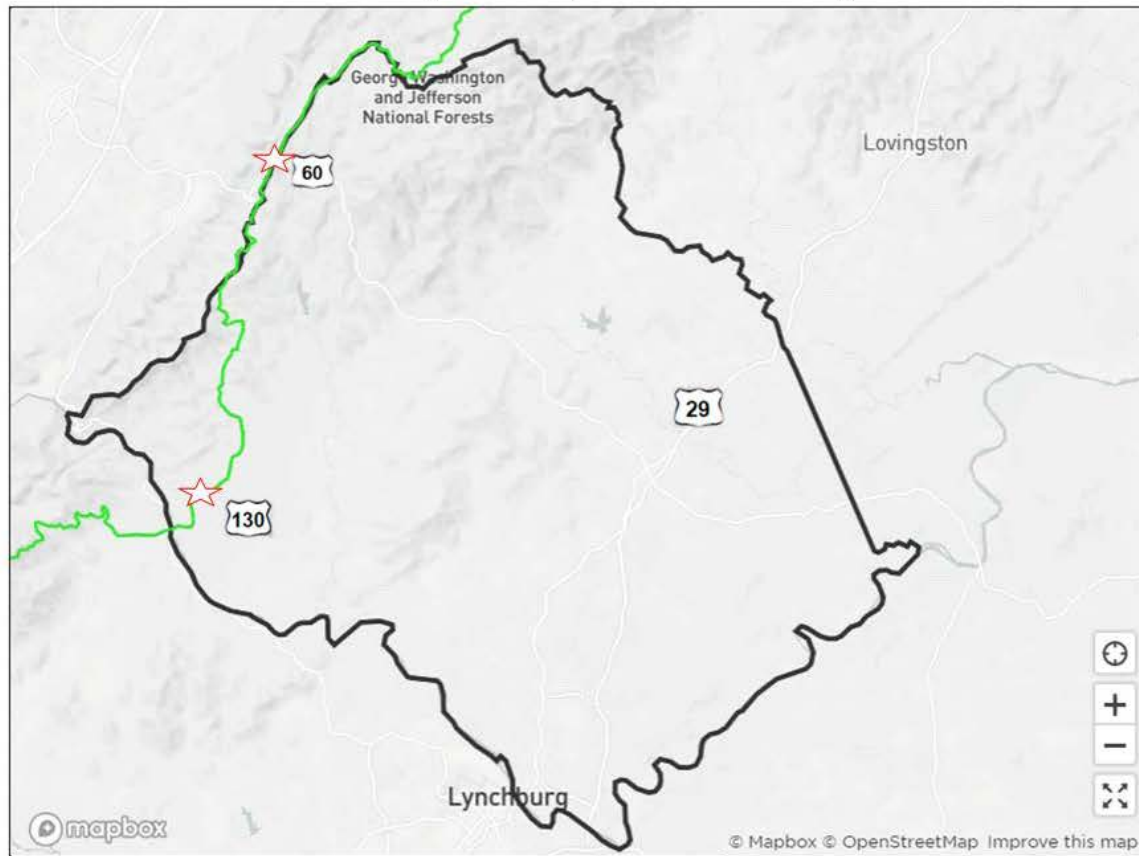 George Washington
and Jefferson
National Forests
Lovingston
60
29
130
Lynchburg
mapbox
© Mapbox © OpenStreetMap Improve this map